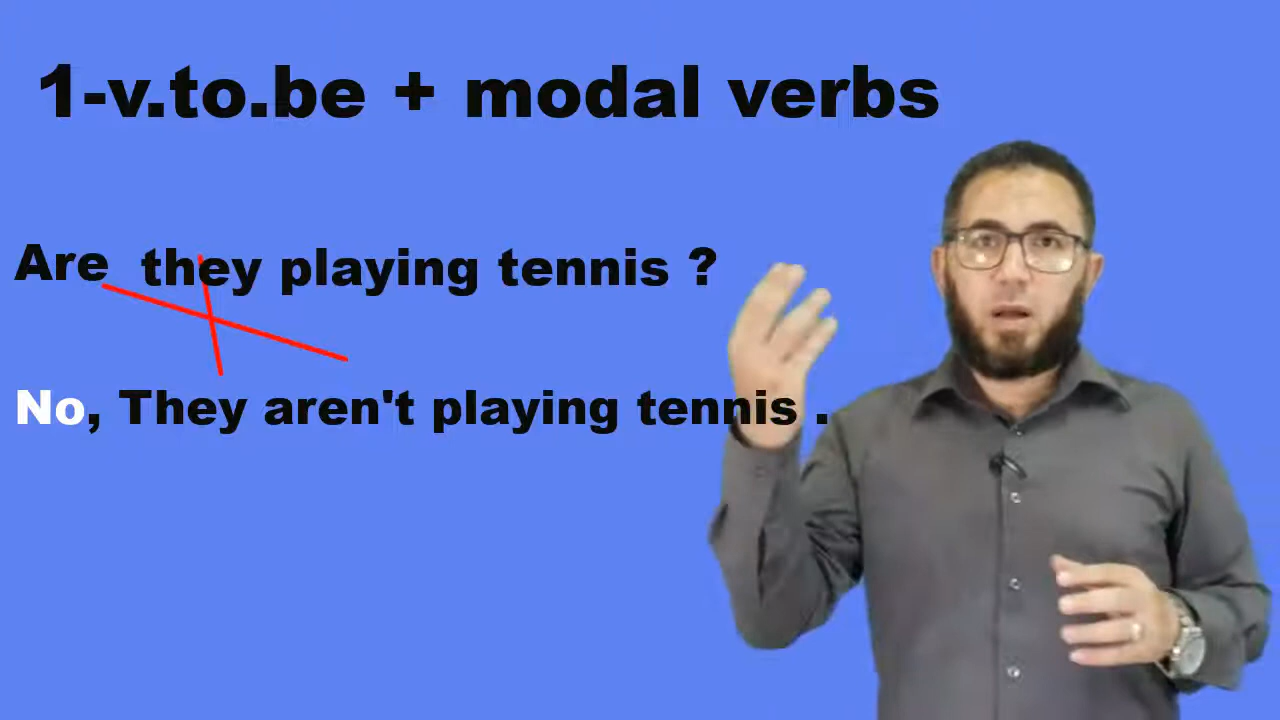 1-v.to.be + modal verbs
Are they playing tennis ?
No, They aren't playing tennis .